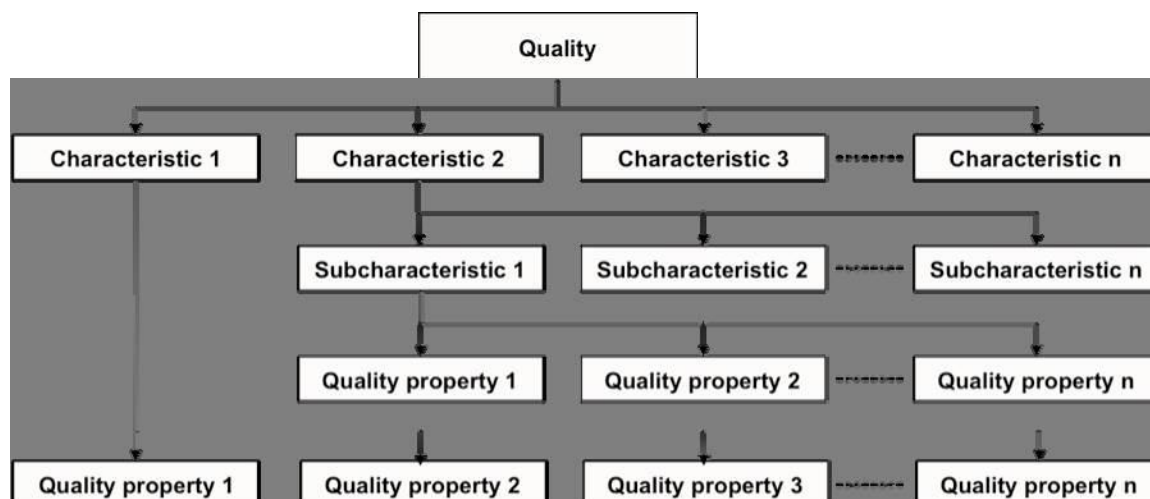 Quality
Characteristic 1 Characteristic 2 Characteristic 3 Characteristic n
Subcharacteristic 1 Subcharacteristic 2 Subcharacteristic n
Quality property 1 Quality property 2 Quality property n
Quality property 1 Quality property 2 Quality property 3 Quality property n